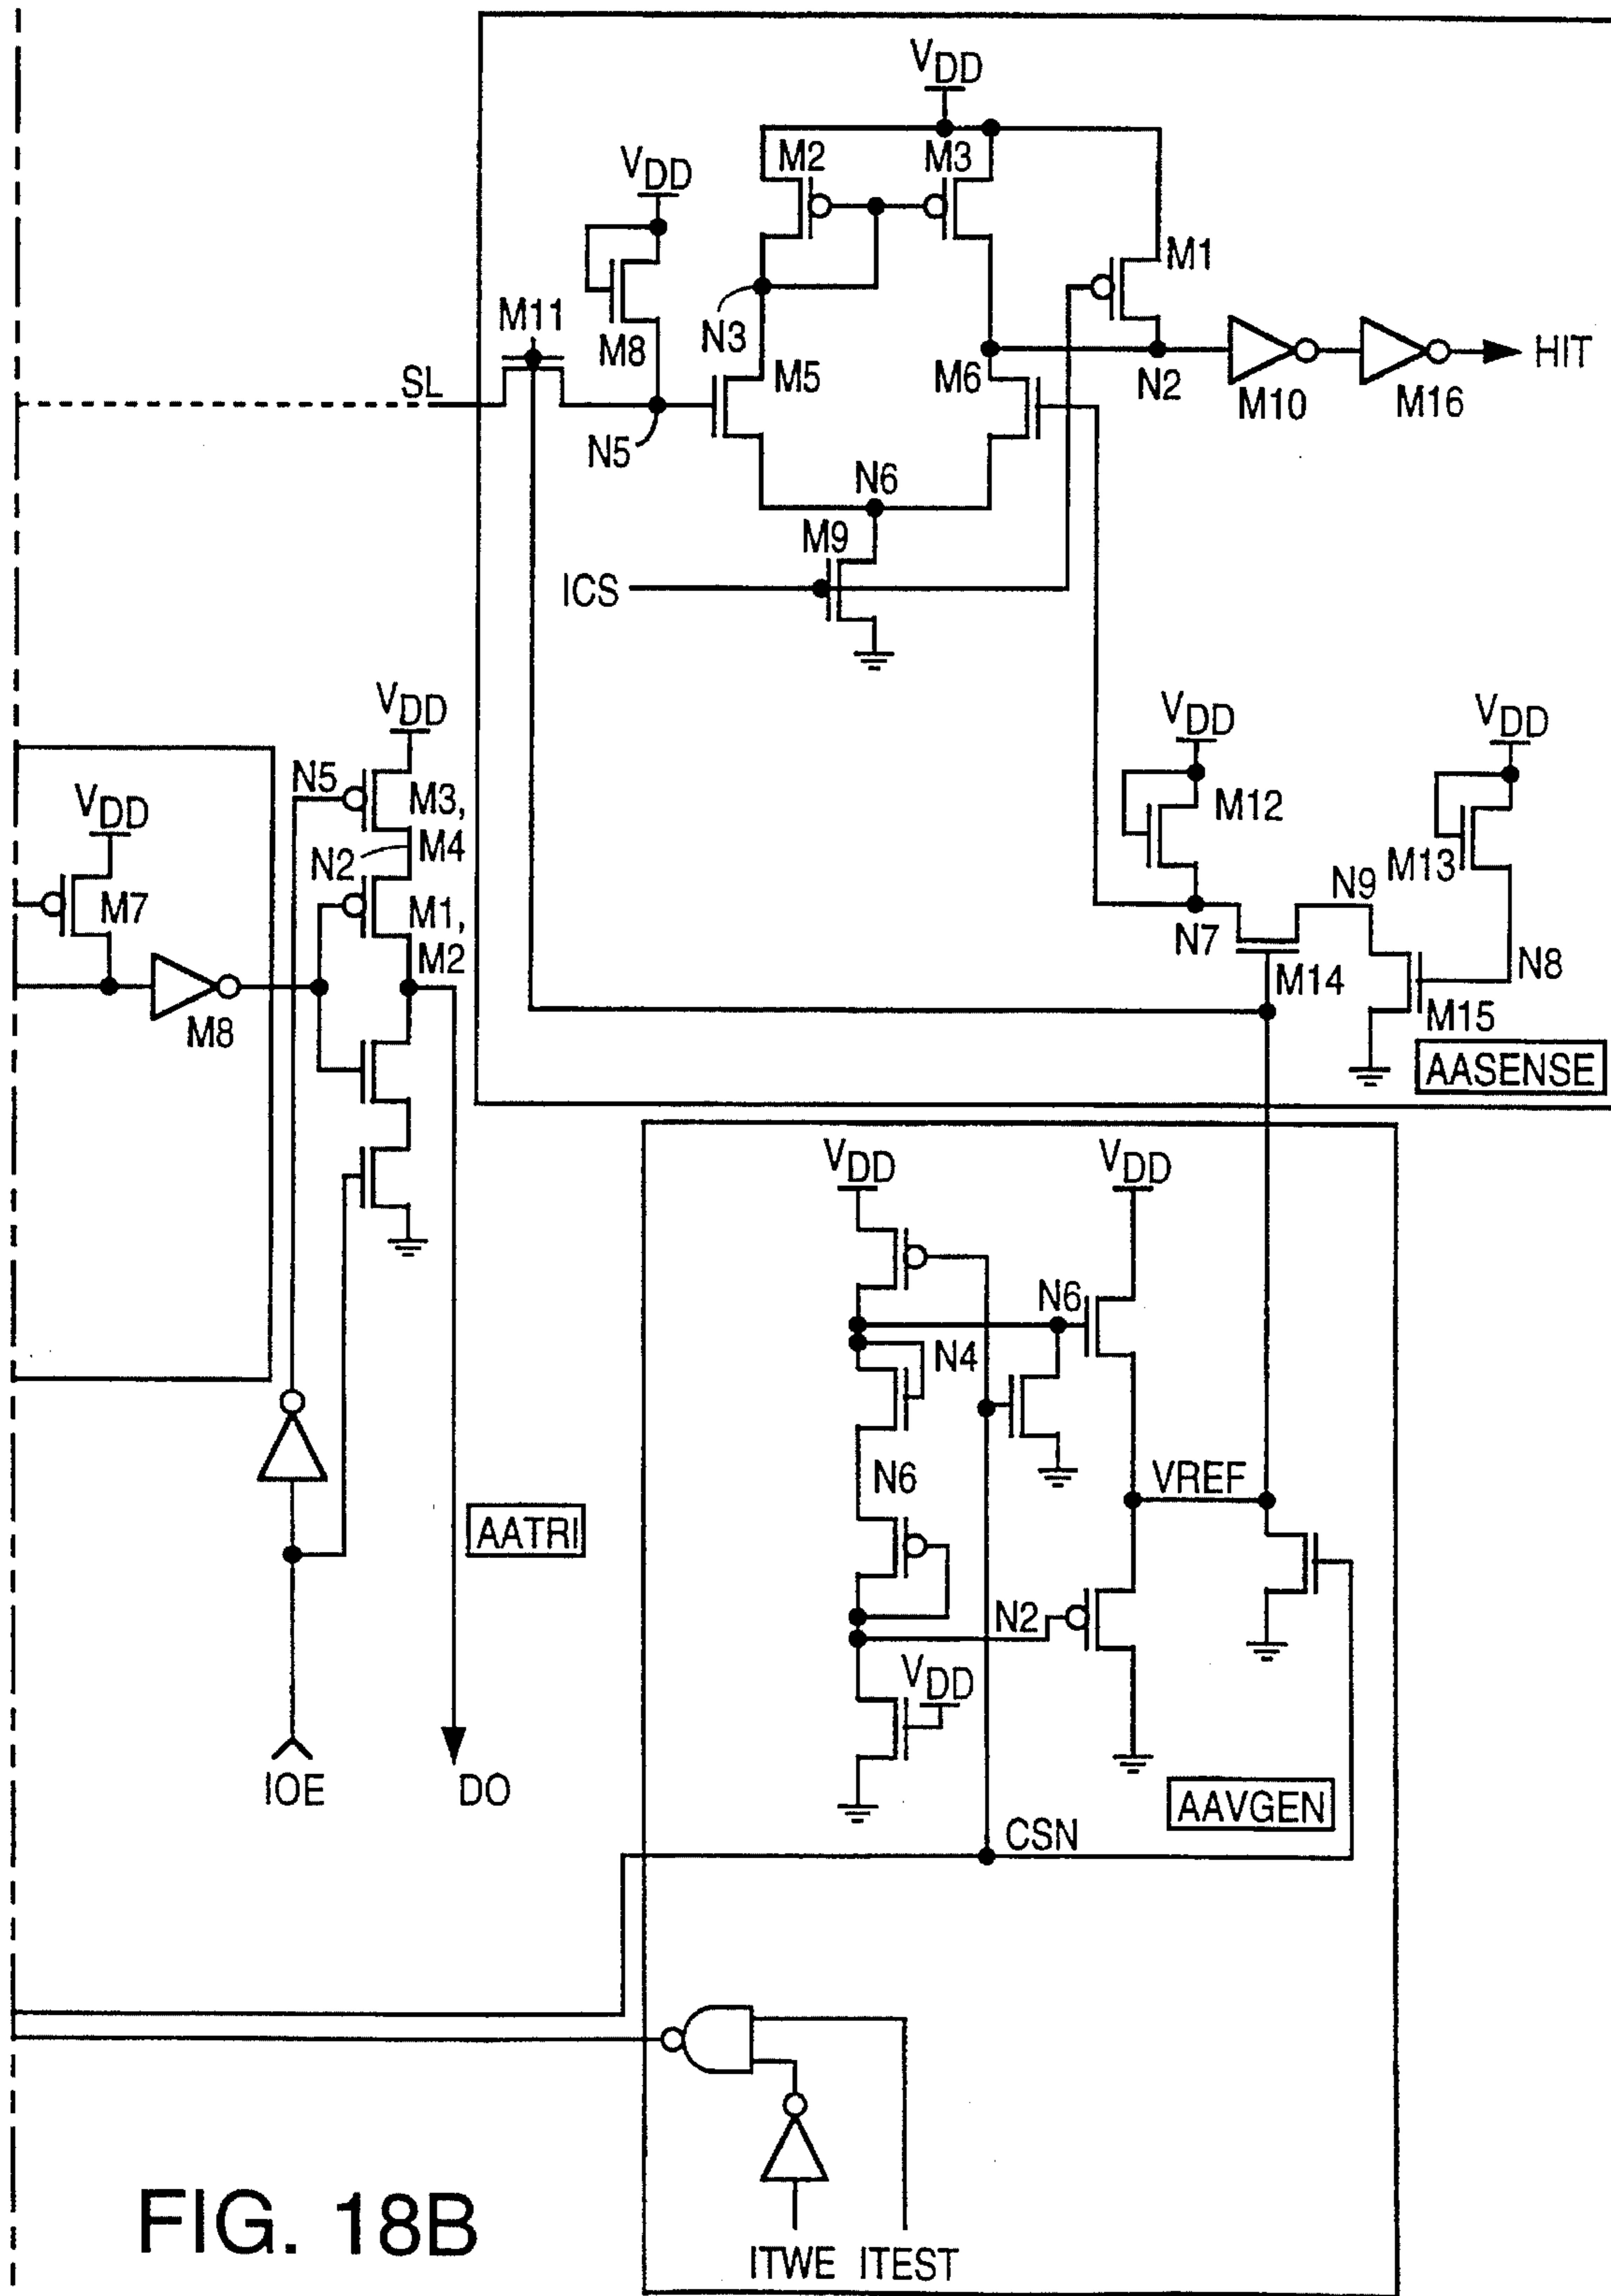 VDD
M2
M3
VDD
M1
M11
M8
N3
M5
M6
HIT
SL
N2
M10
M16
N5
N6
M9
ICS
VDD
VDD
VDD
N5
M3,
M4
M12
VDD
N2
M13
M7
M1,
M2
N9
N7
N8
M14
M8
M15
AASENSE
VDD
VDD
N6
N4
N6
VREF
AATRI
N2
VDD
IOE
DO
AAVGEN
CSN
FIG. 18B
ITWE
ITEST